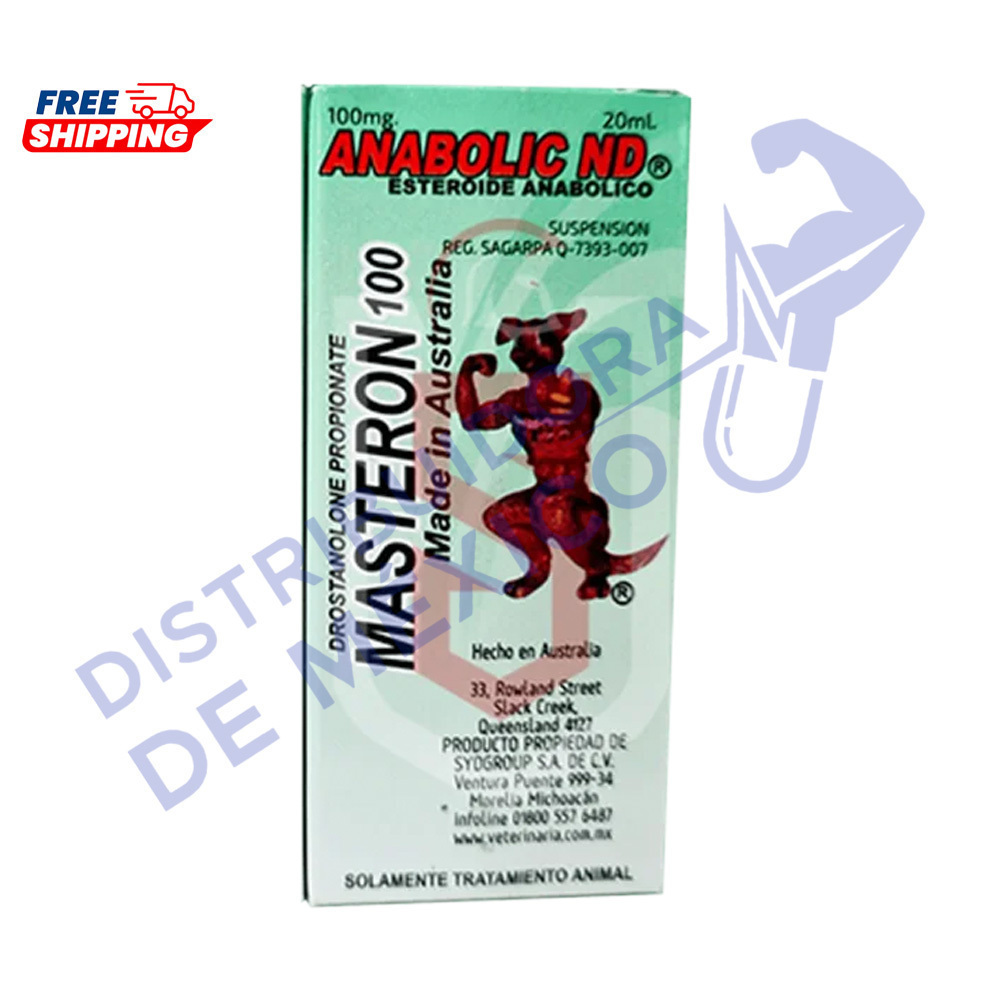 FREE
SHIPPING
100mg. 20mL
ANABOLIC ND®
ESTEROIDE ANABOLICO
SUSPENSION
REG. SAGARPA Q-7393-007
DROSTANOLONE PROPIONATE
MASTERON 100
Made in Australia
®
Hecho en Australia
33, Rowland Street
Slack Creek,
Queensland 4127
PRODUCTO PROPIEDAD DE
SYDGROUP S.A. DE C.V.
Ventura Puente 999-34
Morelia Michoacán
Infoline 01800 557 6487
www.veterinaria.com.mx
SOLAMENTE TRATAMIENTO ANIMAL
DISTRIBUIDORA
DE MÉXICO